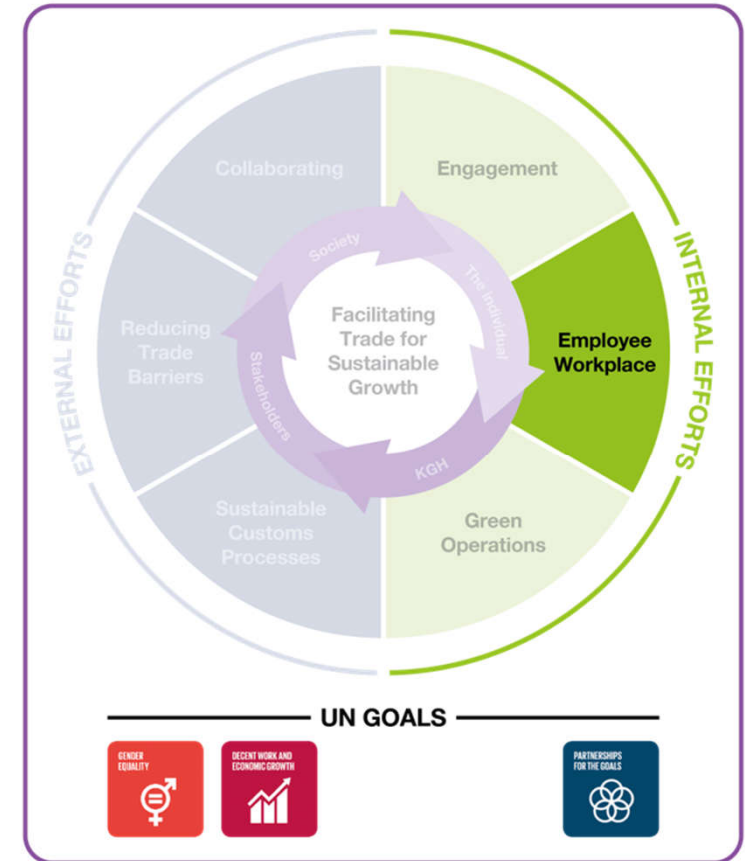 Collaborating
Engagement
EXTERNAL EFFORTS
INTERNAL EFFORTS
Society
The Individual
Reducing
Trade
Barriers
Stakeholders
Facilitating
Trade for
Sustainable
Growth
Employee
Workplace
KGH
Sustainable
Customs
Processes
Green
Operations
UN GOALS
GENDER
EQUALITY
DECENT WORK AND
ECONOMIC GROWTH
PARTNERSHIPS
FOR THE GOALS